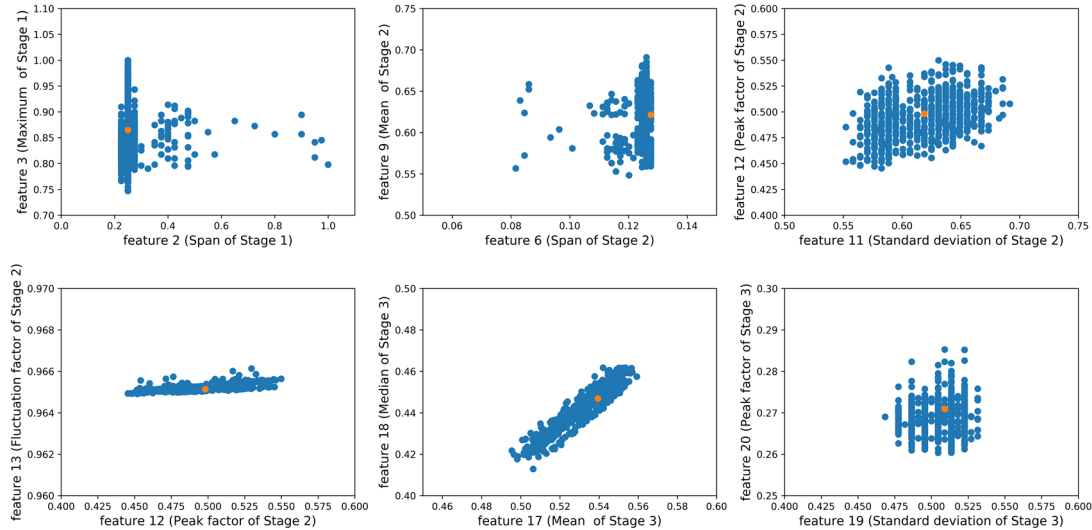 1.10
1.05
1.00
0.95
0.90
0.85
0.80
0.75
0.70
0.0 0.2 0.4 0.6 0.8 1.0
feature 2 (Span of Stage 1)
feature 3 (Maximum of Stage 1)
0.75
0.70
0.65
0.60
0.55
0.50
0.06 0.08 0.10 0.12 0.14
feature 6 (Span of Stage 2)
feature 9 (Mean of Stage 2)
0.600
0.575
0.550
0.525
0.500
0.475
0.450
0.425
0.400
0.50 0.55 0.60 0.65 0.70 0.75
feature 11 (Standard deviation of Stage 2)
feature 12 (Peak factor of Stage 2)
0.970
0.968
0.966
0.964
0.962
0.960
0.400 0.425 0.450 0.475 0.500 0.525 0.550 0.575 0.600
feature 12 (Peak factor of Stage 2)
feature 13 (Fluctuation factor of Stage 2)
0.50
0.48
0.46
0.44
0.42
0.40
0.46 0.48 0.50 0.52 0.54 0.56 0.58 0.60
feature 17 (Mean of Stage 3)
feature 18 (Median of Stage 3)
0.30
0.29
0.28
0.27
0.26
0.25
0.400 0.425 0.450 0.475 0.500 0.525 0.550 0.575 0.600
feature 19 (Standard deviation of Stage 3)
feature 20 (Peak factor of Stage 3)